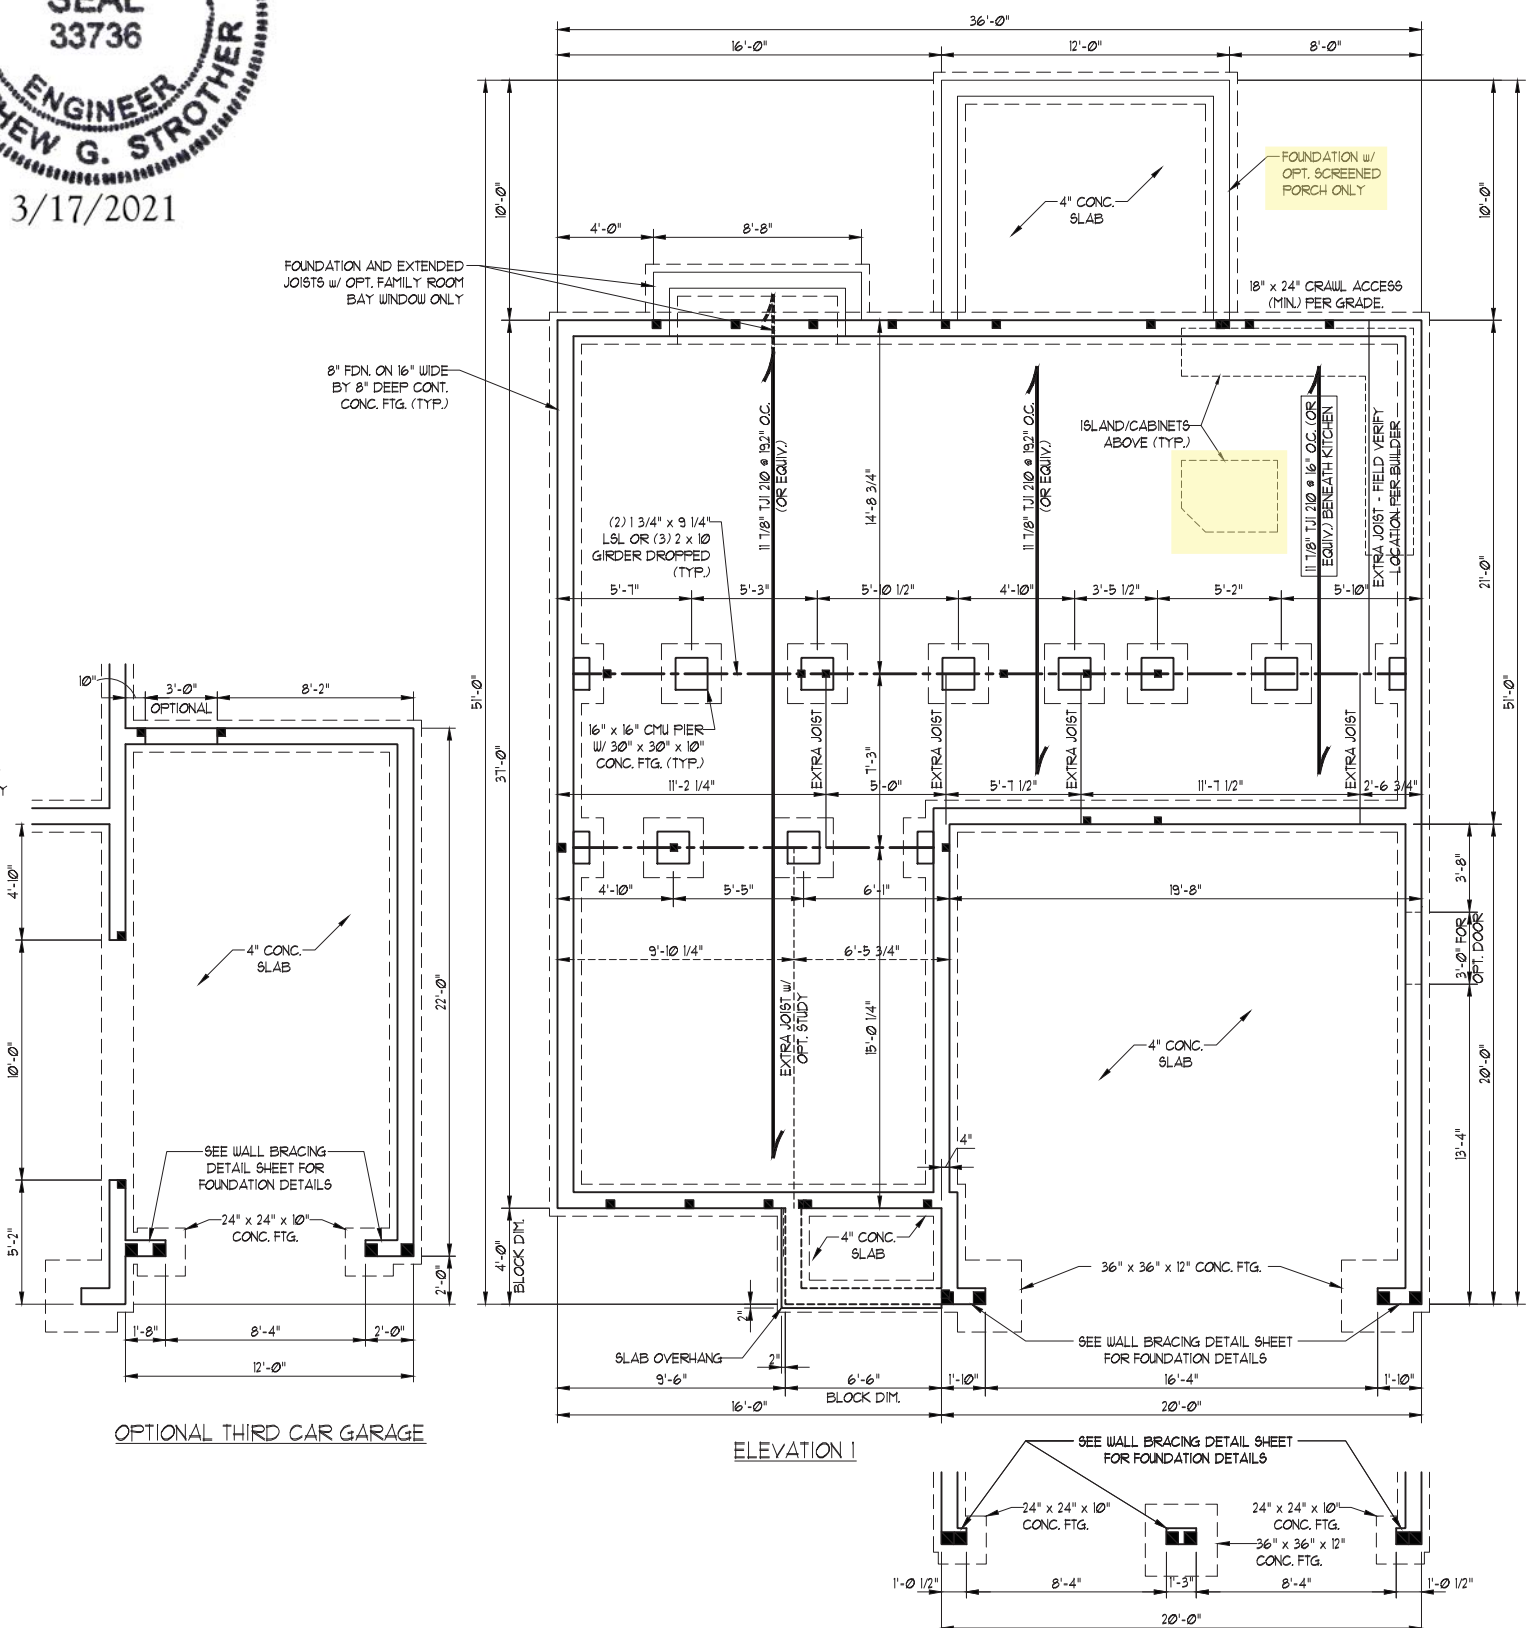 SEAL
33736
ENGINEER
HEW G. STROTHER
3/17/2021
36'-0"
16'-0"
12'-0"
8'-0"
FOUNDATION w/
OPT. SCREENED
PORCH ONLY
4" CONC.
SLAB
10'-0"
10'-0"
4'-0"
8'-8"
FOUNDATION AND EXTENDED
JOISTS w/ OPT. FAMILY ROOM
BAY WINDOW ONLY
18" x 24" CRAWL ACCESS
(MIN.) PER GRADE.
8" FDN. ON 16" WIDE
BY 8" DEEP CONT.
CONC. FTG. (TYP.)
11 7/8" TJI 210 @ 19.2" O.C.
(OR EQUIV.)
14'-8 3/4"
11 7/8" TJI 210 @ 19.2" O.C.
(OR EQUIV.)
ISLAND/CABINETS
ABOVE (TYP.)
11 7/8" TJI 210 @ 16" O.C. (OR
EQUIV.) BENEATH KITCHEN
EXTRA JOIST - FIELD VERIFY
LOCATION PER BUILDER
21'-0"
(2) 1 3/4" x 9 1/4"
LSL OR (3) 2 x 10
GIRDER DROPPED
(TYP.)
5'-7"
5'-3"
5'-10 1/2"
4'-10"
3'-5 1/2"
5'-2"
5'-10"
51'-0"
51'-0"
37'-0"
16" x 16" CMU PIER
W/ 30" x 30" x 10"
CONC. FTG. (TYP.)
EXTRA JOIST
7'-3"
EXTRA JOIST
EXTRA JOIST
EXTRA JOIST
11'-2 1/4"
5'-0"
5'-7 1/2"
11'-7 1/2"
2'-6 3/4"
4'-10"
5'-5"
6'-1"
19'-8"
3'-8"
3'-0" FOR
OPT. DOOR
9'-10 1/4"
6'-5 3/4"
EXTRA JOIST w/
OPT. STUDY
15'-0 1/4"
4" CONC.
SLAB
20'-0"
13'-4"
4"
4'-0"
BLOCK DIM.
4" CONC.
SLAB
36" x 36" x 12" CONC. FTG.
2"
SLAB OVERHANG
2"
SEE WALL BRACING DETAIL SHEET
FOR FOUNDATION DETAILS
9'-6"
6'-6"
BLOCK DIM.
1'-10"
16'-4"
1'-10"
16'-0"
20'-0"
ELEVATION 1
10"
3'-0"
OPTIONAL
8'-2"
Y
4'-10"
4" CONC.
SLAB
22'-0"
10'-0"
SEE WALL BRACING
DETAIL SHEET FOR
FOUNDATION DETAILS
24" x 24" x 10"
CONC. FTG.
5'-2"
2'-0"
1'-8"
8'-4"
2'-0"
12'-0"
OPTIONAL THIRD CAR GARAGE
SEE WALL BRACING DETAIL SHEET
FOR FOUNDATION DETAILS
24" x 24" x 10"
CONC. FTG.
24" x 24" x 10"
CONC. FTG.
36" x 36" x 12"
CONC. FTG.
1'-0 1/2"
8'-4"
1'-3"
8'-4"
1'-0 1/2"
20'-0"